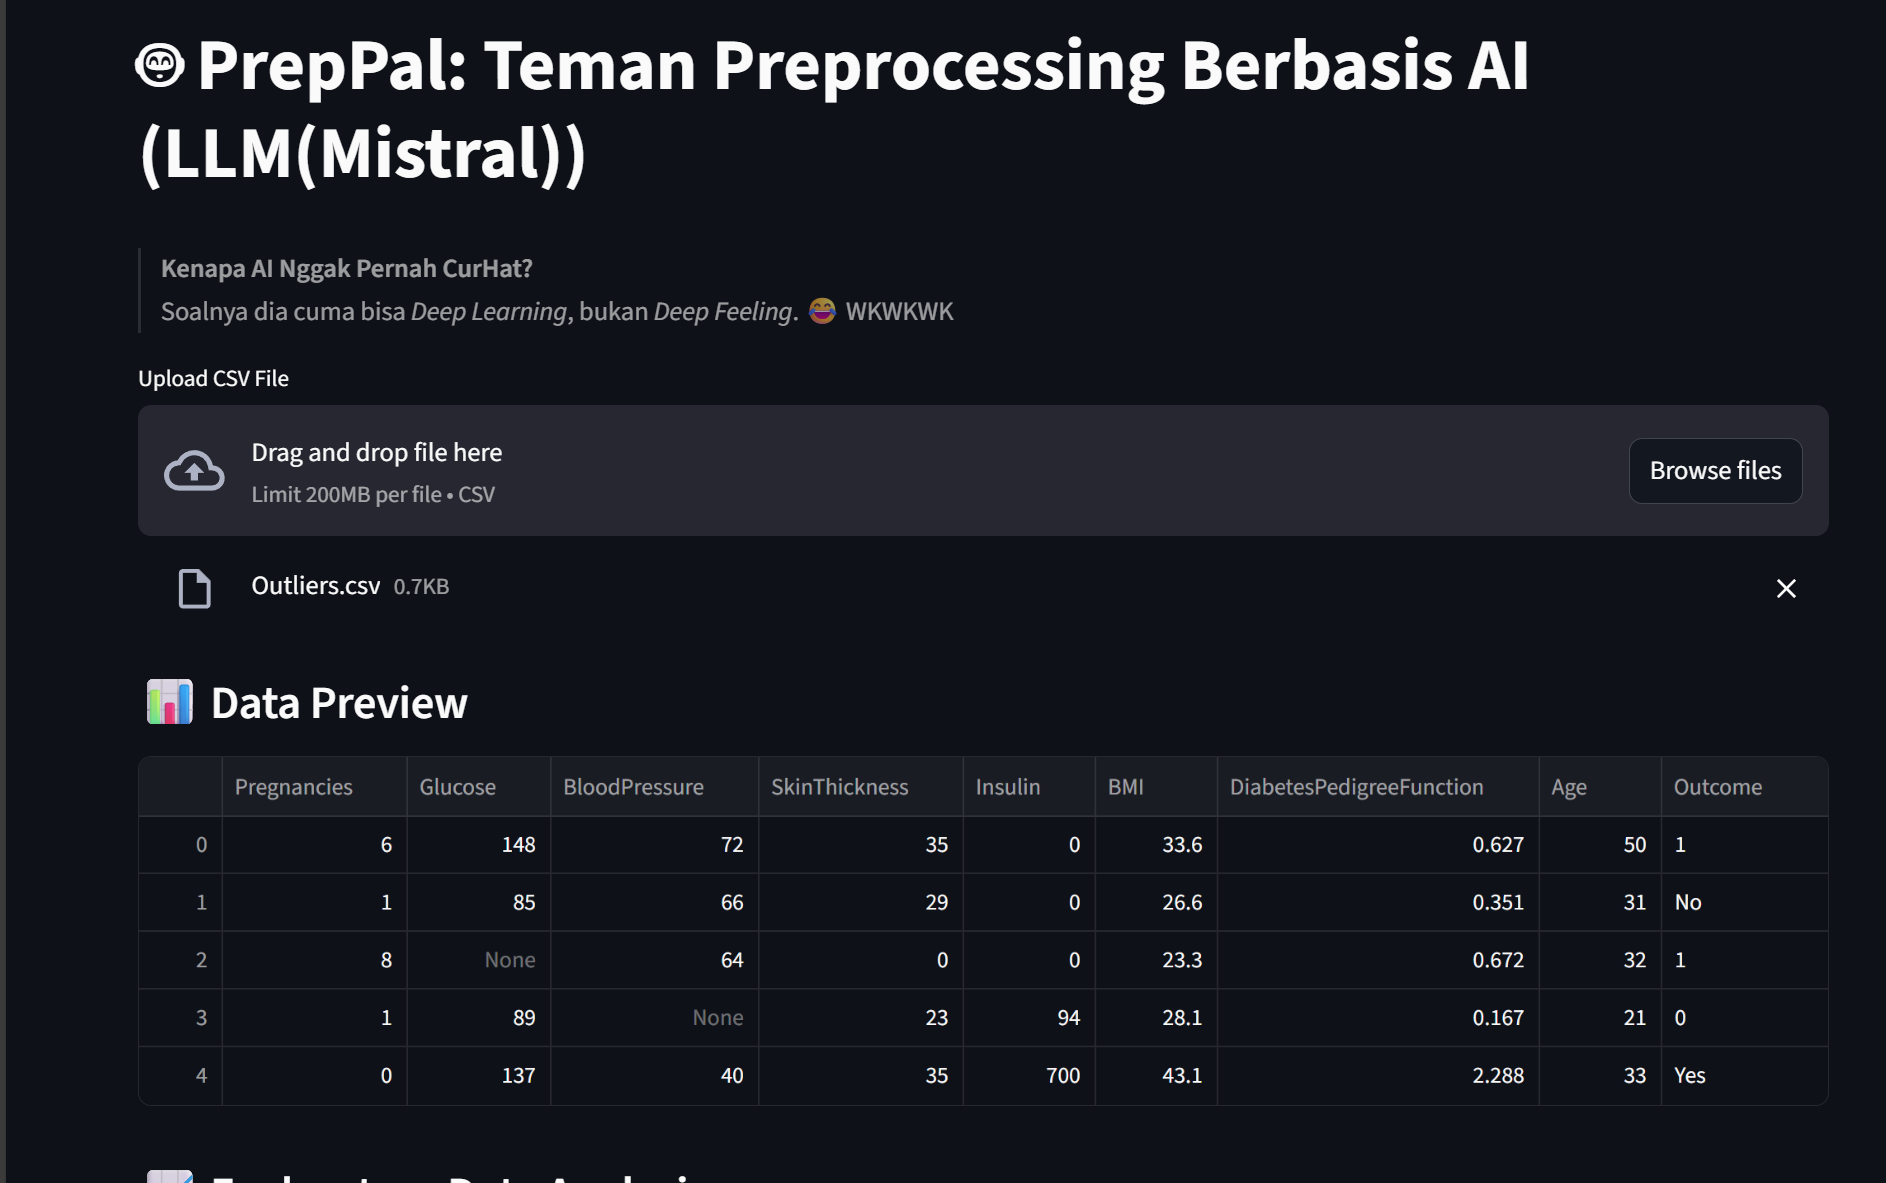 PrepPal: Teman Preprocessing Berbasis AI
(LLM(Mistral))
Kenapa AI Nggak Pernah CurHat?
Soalnya dia cuma bisa Deep Learning, bukan Deep Feeling. 😂 WKWKWK
Upload CSV File
Drag and drop file here
Limit 200MB per file • CSV
Browse files
Outliers.csv 0.7KB
Data Preview
Pregnancies Glucose BloodPressure SkinThickness Insulin BMI DiabetesPedigreeFunction Age Outcome
0 6 148 72 35 0 33.6 0.627 50 1
1 1 85 66 29 0 26.6 0.351 31 No
2 8 None 64 0 0 23.3 0.672 32 1
3 1 89 None 23 94 28.1 0.167 21 0
4 0 137 40 35 700 43.1 2.288 33 Yes